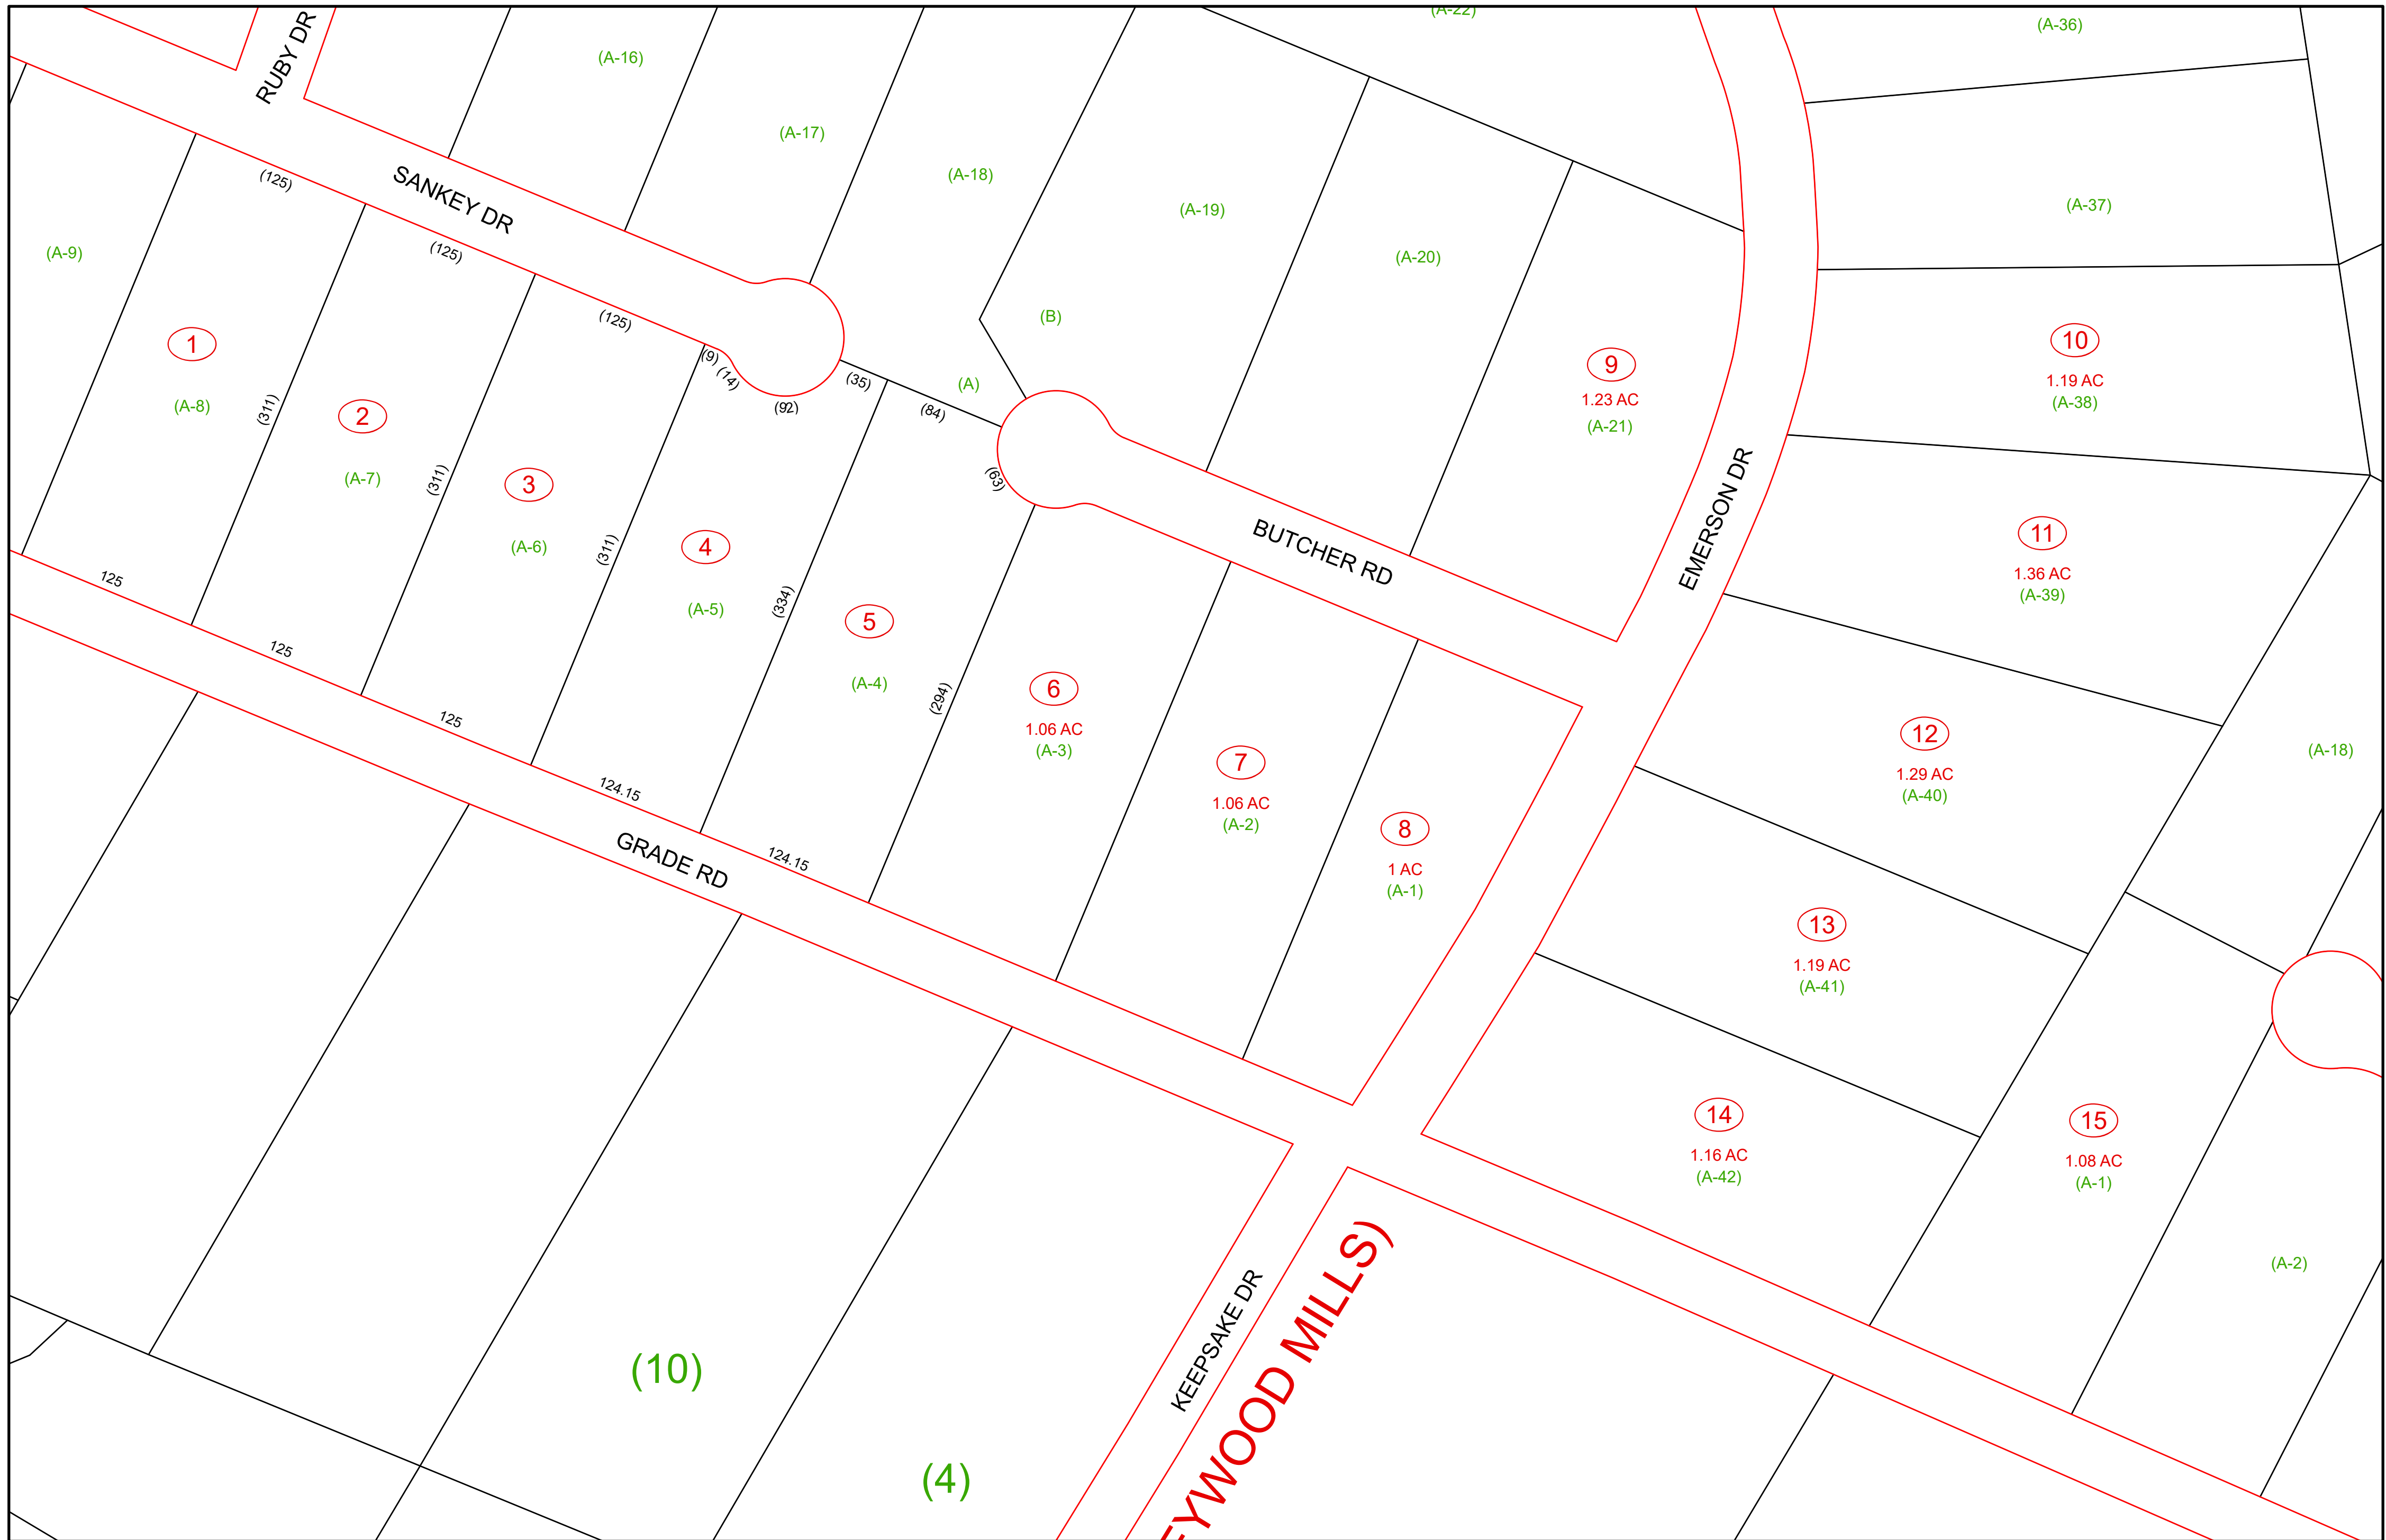 (A-22)
(A-36)
RUBY DR
(A-16)
(A-17)
(A-18)
(A-19)
(A-37)
(125)
SANKEY DR
(125)
(A-9)
(A-20)
(B)
(125)
1
(A-8)
(9)
(14)
(92)
(35)
(A)
(84)
9
1.23 AC
(A-21)
10
1.19 AC
(A-38)
(311)
2
(A-7)
(311)
3
(A-6)
(311)
4
(A-5)
(334)
5
(A-4)
(63)
(294)
BUTCHER RD
EMERSON DR
11
1.36 AC
(A-39)
125
125
125
124.15
124.15
GRADE RD
6
1.06 AC
(A-3)
7
1.06 AC
(A-2)
8
1 AC
(A-1)
12
1.29 AC
(A-40)
(A-18)
13
1.19 AC
(A-41)
14
1.16 AC
(A-42)
15
1.08 AC
(A-1)
(A-2)
KEEPSAKE DR
EYWOOD MILLS)
(10)
(4)